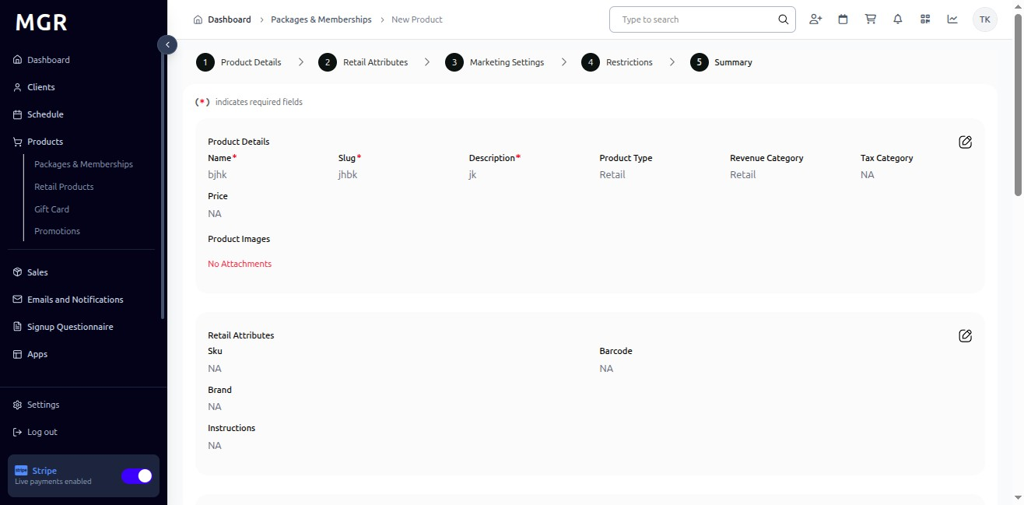 MGR
Dashboard
Clients
Schedule
Products
Packages & Memberships
Retail Products
Gift Card
Promotions
Sales
Emails and Notifications
Signup Questionnaire
Apps
Settings
Log out
Stripe
Live payments enabled
Dashboard > Packages & Memberships > New Product
Type to search
TK
1 Product Details > 2 Retail Attributes > 3 Marketing Settings > 4 Restrictions > 5 Summary
(*) indicates required fields
Product Details
Name* Slug* Description* Product Type Revenue Category Tax Category
bjhk jhbk jk Retail Retail NA
Price
NA
Product Images
No Attachments
Retail Attributes
Sku Barcode
NA NA
Brand
NA
Instructions
NA